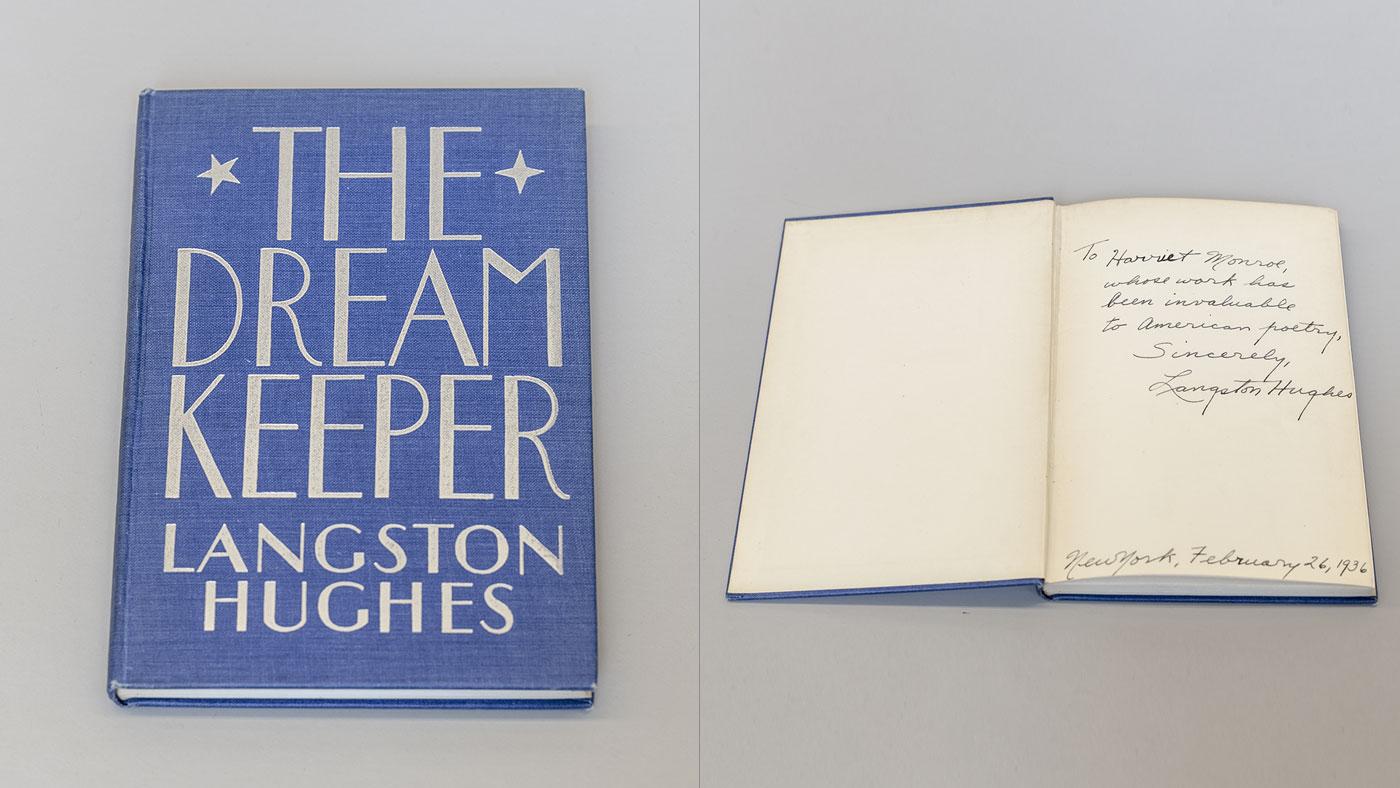 THE
DREAM
KEEPER
LANGSTON
HUGHES
To Harriet Monroe,
whose work has
been invaluable
to American poetry,
Sincerely,
Langston Hughes
New York, February 26, 1936